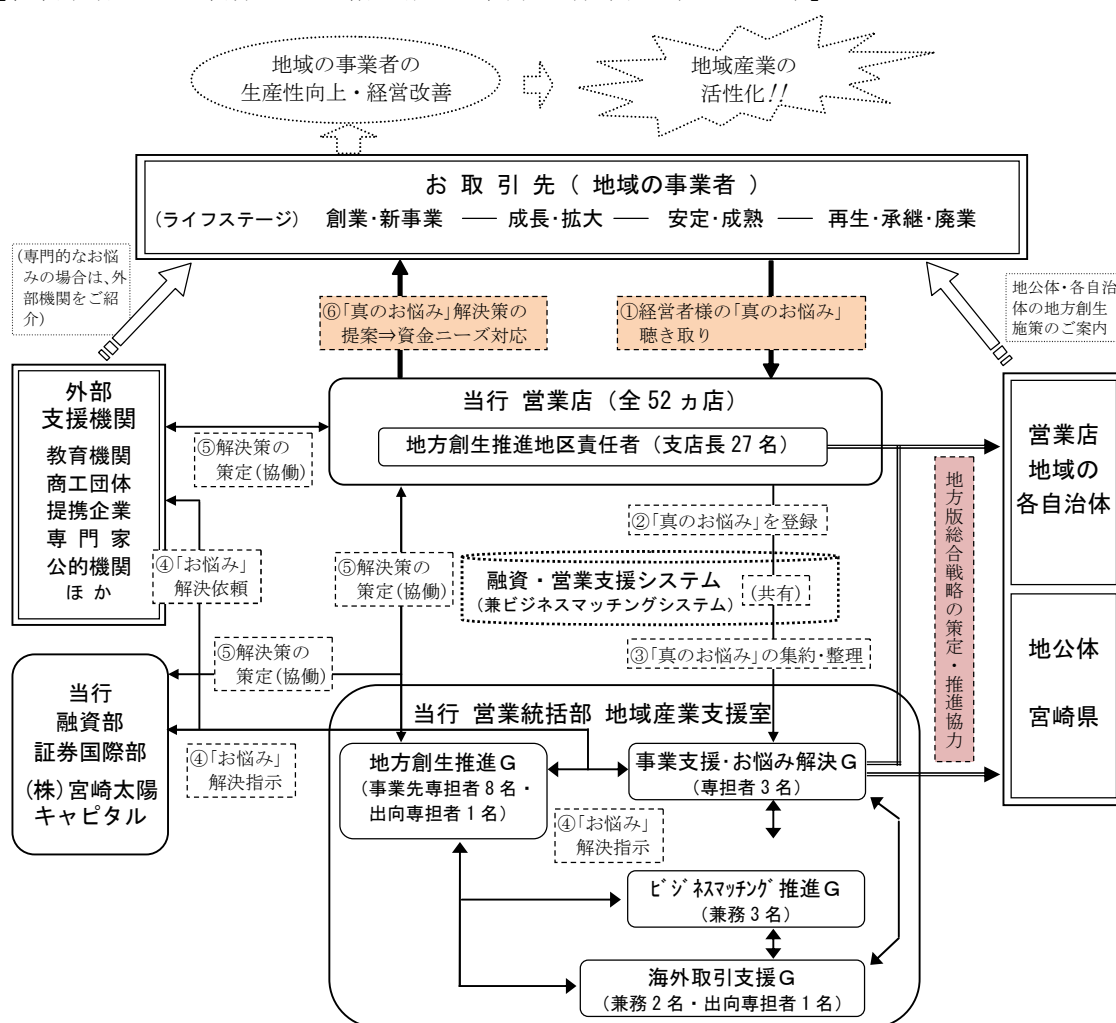 地域の事業者の
生産性向上・経営改善
地域産業の
活性化!!
お 取 引 先 ( 地域の事業者 )
(ライフステージ) 創業・新事業 ── 成長・拡大 ── 安定・成熟 ── 再生・承継・廃業
(専門的なお悩
みの場合は、外
部機関をご紹
介)
⑥「真のお悩み」解決策の
提案⇒資金ニーズ対応
①経営者様の「真のお悩み」
聴き取り
地公体・各自治
体の地方創生
施策のご案内
外部
支援機関
教育機関
商工団体
提携企業
専 門 家
公的機関
ほ か
⑤解決策の
策定(協働)
当行 営業店 (全 52 ヵ店)
地方創生推進地区責任者 (支店長 27 名)
営業店
地域の
各自治体
地公体
宮崎県
地方版総合戦略の策定・推進協力
④「お悩み」
解決依頼
⑤解決策の
策定(協働)
②「真のお悩み」を登録
融資・営業支援システム
(兼ビジネスマッチングシステム)
(共有)
⑤解決策の
策定(協働)
③「真のお悩み」の集約・整理
当行
融資部
証券国際部
(株)宮崎太陽
キャピタル
④「お悩み」
解決指示
当行 営業統括部 地域産業支援室
地方創生推進G
(事業先専担者 8 名・
出向専担者 1 名)
事業支援・お悩み解決G
(専担者 3 名)
④「お悩み」
解決指示
ビジネスマッチング推進G
(兼務 3 名)
海外取引支援G
(兼務 2 名・出向専担者 1 名)